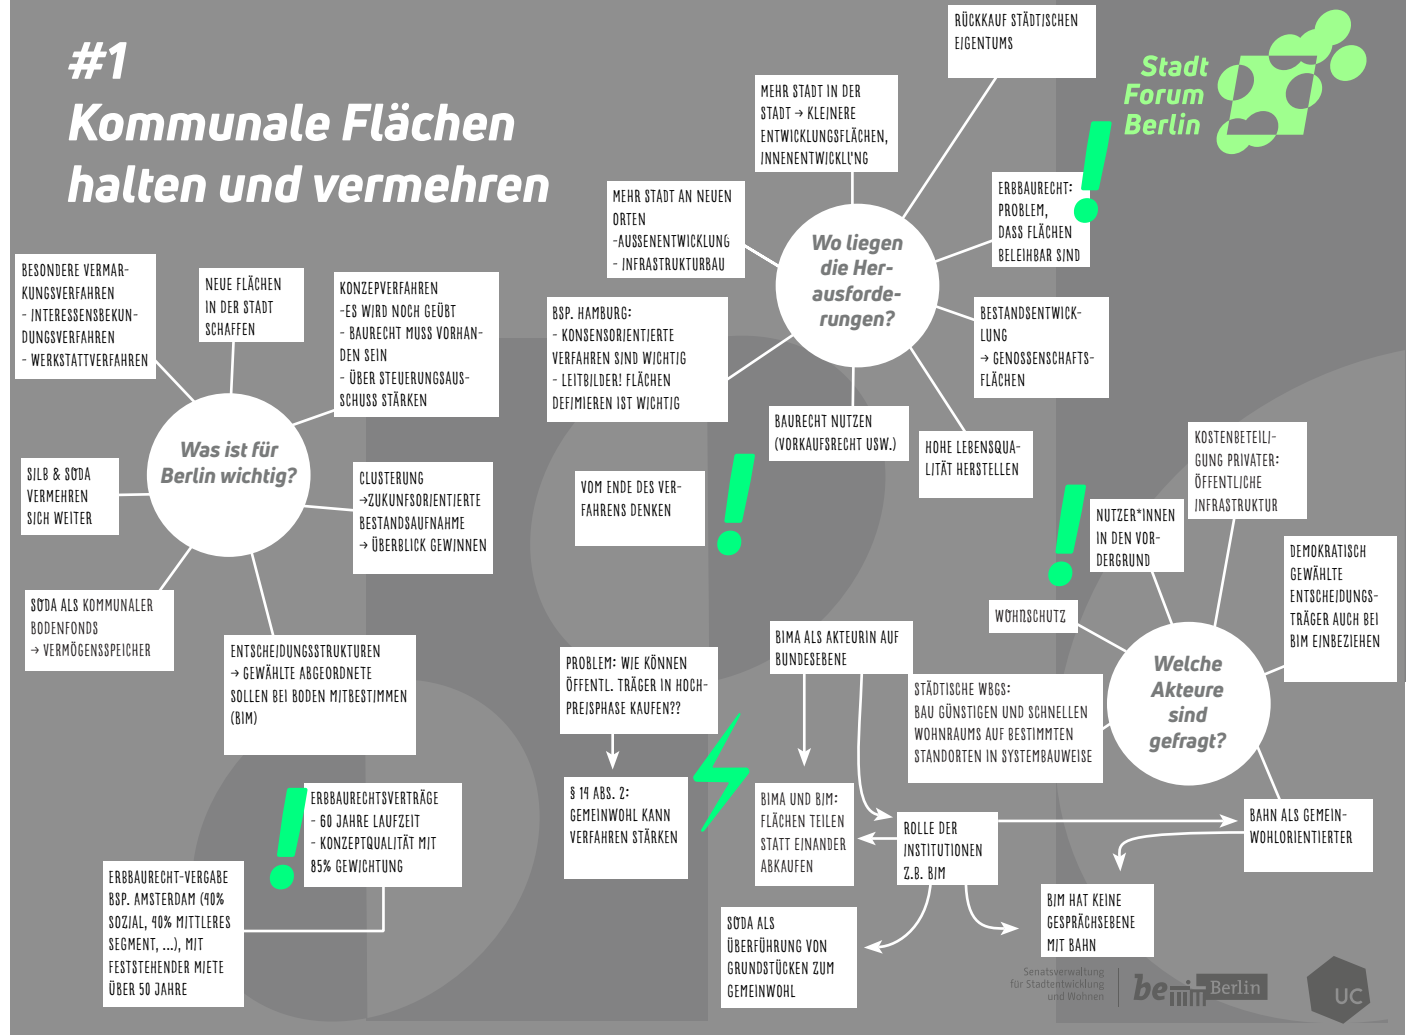 #1
Kommunale Flächen
halten und vermehren
Stadt
Forum
Berlin
Was ist für
Berlin wichtig?
BESONDERE VERMAR-
KUNGSVERFAHREN
- INTERESSENSBEKUN-
DUNGSVERFAHREN
- WERKSTATTVERFAHREN
NEUE FLÄCHEN
IN DER STADT
SCHAFFEN
KONZEPVERFAHREN
-ES WIRD NOCH GEÜBT
- BAURECHT MUSS VORHAN-
DEN SEIN
- ÜBER STEUERUNGSAUS-
SCHUSS STÄRKEN
SILB & SODA
VERMEHREN
SICH WEITER
CLUSTERUNG
→ZUKUNFSORIENTIERTE
BESTANDSAUFNAHME
→ ÜBERBLICK GEWINNEN
SODA ALS KOMMUNALER
BODENFONDS
→ VERMÖGENSSPEICHER
ENTSCHEIDUNGSSTRUKTUREN
→ GEWÄHLTE ABGEORDNETE
SOLLEN BEI BODEN MITBESTIMMEN
(BIM)
ERBBAURECHTSVERTRÄGE
- 60 JAHRE LAUFZEIT
- KONZEPTQUALITÄT MIT
85% GEWICHTUNG
ERBBAURECHT-VERGABE
BSP. AMSTERDAM (40%
SOZIAL, 40% MITTLERES
SEGMENT, ...), MIT
FESTSTEHENDER MIETE
ÜBER 50 JAHRE
Wo liegen
die Her-
ausforde-
rungen?
RÜCKKAUF STÄDTISCHEN
EIGENTUMS
MEHR STADT IN DER
STADT → KLEINERE
ENTWICKLUNGSFLÄCHEN,
INNENENTWICKLUNG
MEHR STADT AN NEUEN
ORTEN
-AUSSENENTWICKLUNG
- INFRASTRUKTURBAU
ERBBAURECHT:
PROBLEM,
DASS FLÄCHEN
BELEIHBAR SIND
BSP. HAMBURG:
- KONSENSORIENTIERTE
VERFAHREN SIND WICHTIG
- LEITBILDER! FLÄCHEN
DEFIMIEREN IST WICHTIG
BESTANDSENTWICK-
LUNG
→ GENOSSENSCHAFTS-
FLÄCHEN
BAURECHT NUTZEN
(VORKAUFSRECHT USW.)
HOHE LEBENSQUA-
LITÄT HERSTELLEN
VOM ENDE DES VER-
FAHRENS DENKEN
PROBLEM: WIE KÖNNEN
ÖFFENTL. TRÄGER IN HOCH-
PREISPHASE KAUFEN??
§ 14 ABS. 2:
GEMEINWOHL KANN
VERFAHREN STÄRKEN
Welche
Akteure
sind
gefragt?
KOSTENBETEILI-
GUNG PRIVATER:
ÖFFENTLICHE
INFRASTRUKTUR
NUTZER*INNEN
IN DEN VOR-
DERGRUND
DEMOKRATISCH
GEWÄHLTE
ENTSCHEIDUNGS-
TRÄGER AUCH BEI
BIM EINBEZIEHEN
WOHNSCHUTZ
BIMA ALS AKTEURIN AUF
BUNDESEBENE
STÄDTISCHE WBGS:
BAU GÜNSTIGEN UND SCHNELLEN
WOHNRAUMS AUF BESTIMMTEN
STANDORTEN IN SYSTEMBAUWEISE
BIMA UND BIM:
FLÄCHEN TEILEN
STATT EINANDER
ABKAUFEN
ROLLE DER
INSTITUTIONEN
Z.B. BIM
BAHN ALS GEMEIN-
WOHLORIENTIERTER
SODA ALS
ÜBERFÜHRUNG VON
GRUNDSTÜCKEN ZUM
GEMEINWOHL
BIM HAT KEINE
GESPRÄCHSEBENE
MIT BAHN
Senatsverwaltung
für Stadtentwicklung
und Wohnen
be Berlin
UC